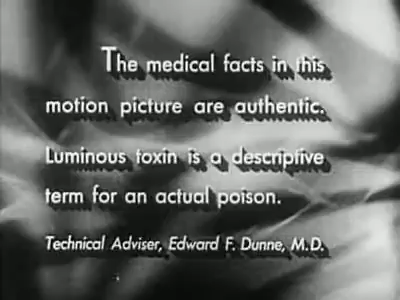 The medical facts in this
motion picture are authentic.
Luminous toxin is a descriptive
term for an actual poison.
Technical Adviser, Edward F. Dunne, M.D.